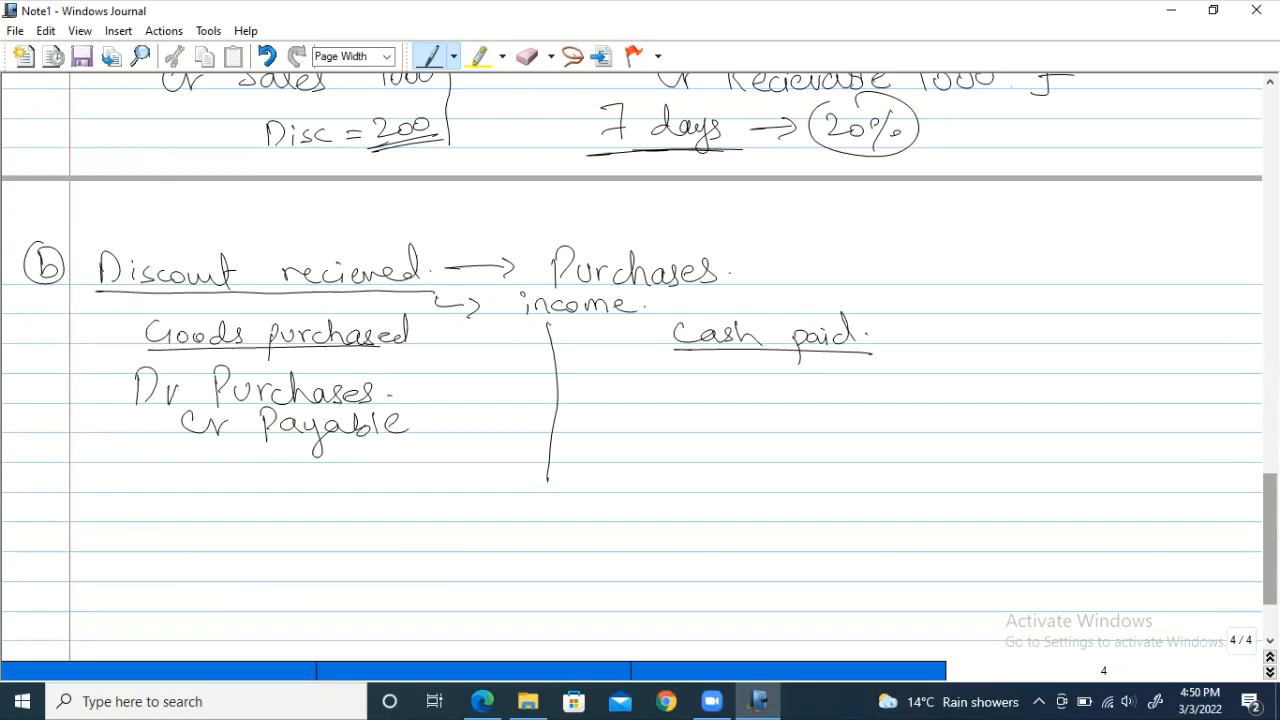 Note1 - Windows Journal
File Edit View Insert Actions Tools Help
Page Width
Cr Sales 1000
Cr Recievable 1000.
Disc = 200
7 days → 20%
b Discount recieved. → Purchases.
↳ income.
Goods purchased
Cash paid.
Dr Purchases.
Cr Payable
Activate Windows
Go to Settings to activate Windows.
4 / 4
4
Type here to search
14°C Rain showers
4:50 PM
3/3/2022
2